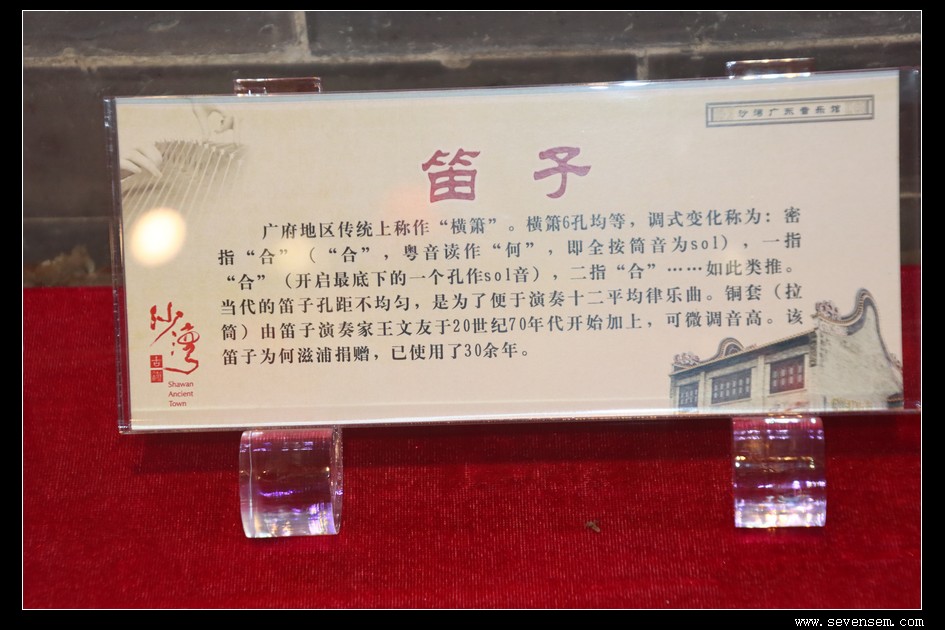 沙湾广东音乐馆
笛子
广府地区传统上称作“横箫”。横箫6孔均等，调式变化称为：密
指“合”（“合”，粤音读作“何”，即全按筒音为sol），一指
“合”（开启最底下的一个孔作sol音），二指“合”……如此类推。
当代的笛子孔距不均匀，是为了便于演奏十二平均律乐曲。铜套（拉
筒）由笛子演奏家王文友于20世纪70年代开始加上，可微调音高。该
笛子为何滋浦捐赠，已使用了30余年。
沙湾
古镇
Shawan
Ancient
Town
www.sevensem.com